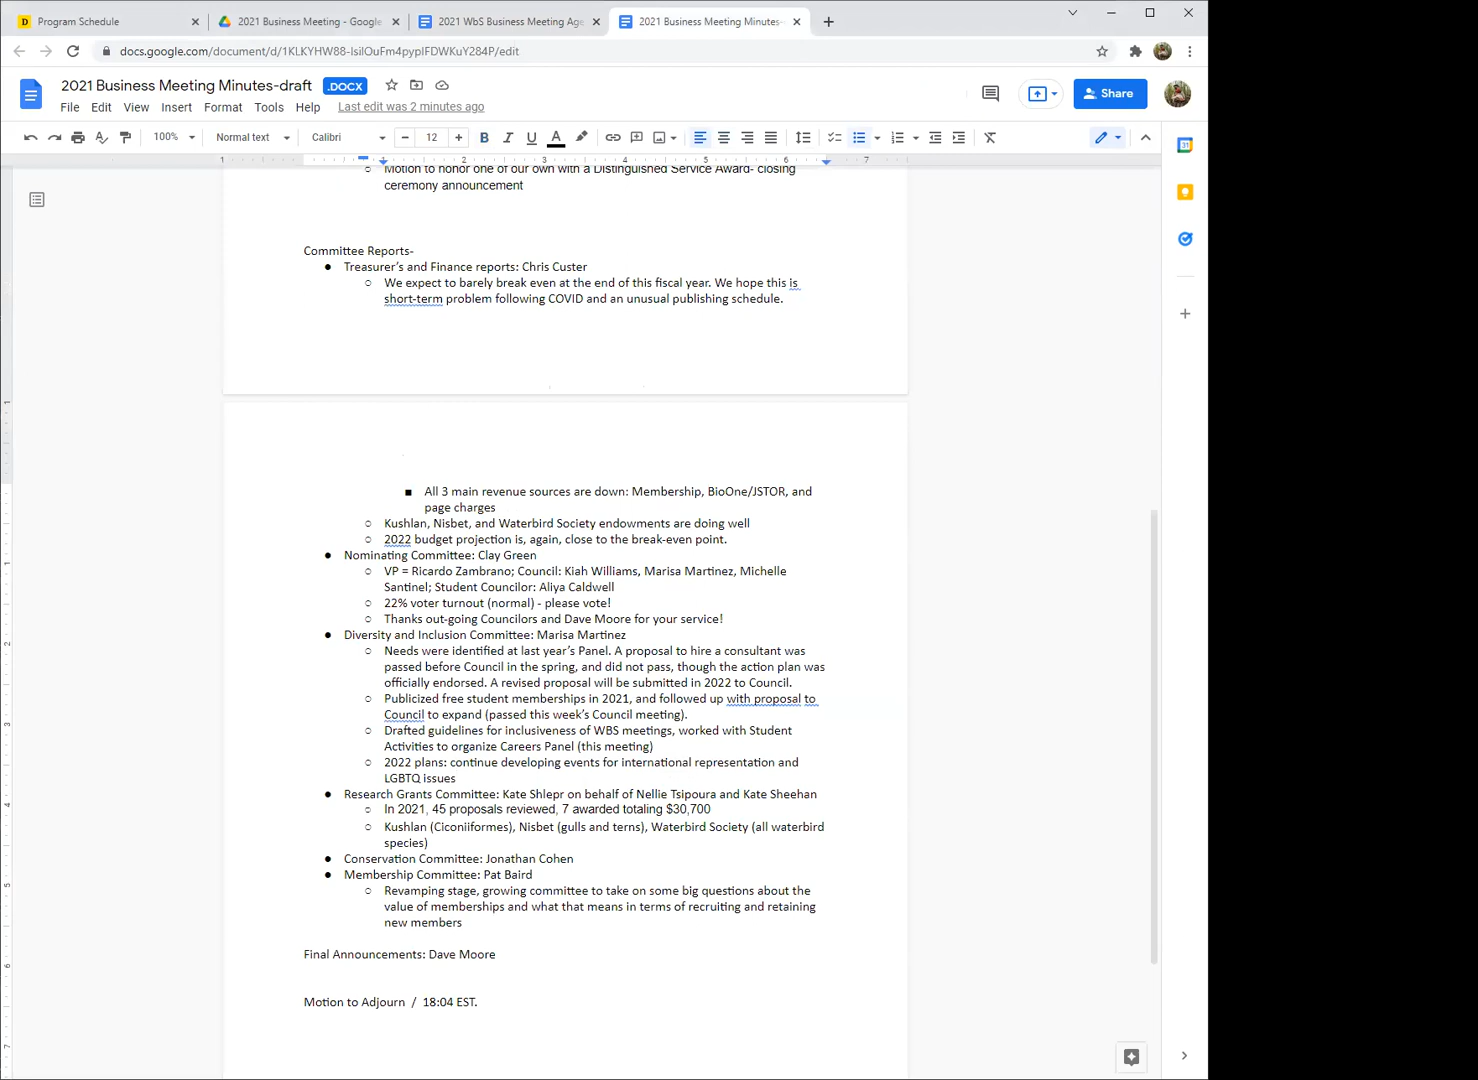 Program Schedule
2021 Business Meeting - Google
2021 WbS Business Meeting Age
2021 Business Meeting Minutes-
docs.google.com/document/d/1KLKYHW88-lsilOuFm4pyplFDWKuY284P/edit
2021 Business Meeting Minutes-draft .DOCX
File Edit View Insert Format Tools Help Last edit was 2 minutes ago
Share
100% Normal text Calibri 12 B I U A
1 1 2 3 4 5 6 7
Motion to honor one of our own with a Distinguished Service Award- closing
ceremony announcement
Committee Reports-
● Treasurer's and Finance reports: Chris Custer
○ We expect to barely break even at the end of this fiscal year. We hope this is
short-term problem following COVID and an unusual publishing schedule.
■ All 3 main revenue sources are down: Membership, BioOne/JSTOR, and
page charges
○ Kushlan, Nisbet, and Waterbird Society endowments are doing well
○ 2022 budget projection is, again, close to the break-even point.
● Nominating Committee: Clay Green
○ VP = Ricardo Zambrano; Council: Kiah Williams, Marisa Martinez, Michelle
Santinel; Student Councilor: Aliya Caldwell
○ 22% voter turnout (normal) - please vote!
○ Thanks out-going Councilors and Dave Moore for your service!
● Diversity and Inclusion Committee: Marisa Martinez
○ Needs were identified at last year's Panel. A proposal to hire a consultant was
passed before Council in the spring, and did not pass, though the action plan was
officially endorsed. A revised proposal will be submitted in 2022 to Council.
○ Publicized free student memberships in 2021, and followed up with proposal to
Council to expand (passed this week's Council meeting).
○ Drafted guidelines for inclusiveness of WBS meetings, worked with Student
Activities to organize Careers Panel (this meeting)
○ 2022 plans: continue developing events for international representation and
LGBTQ issues
● Research Grants Committee: Kate Shlepr on behalf of Nellie Tsipoura and Kate Sheehan
○ In 2021, 45 proposals reviewed, 7 awarded totaling $30,700
○ Kushlan (Ciconiiformes), Nisbet (gulls and terns), Waterbird Society (all waterbird
species)
● Conservation Committee: Jonathan Cohen
● Membership Committee: Pat Baird
○ Revamping stage, growing committee to take on some big questions about the
value of memberships and what that means in terms of recruiting and retaining
new members
Final Announcements: Dave Moore
Motion to Adjourn / 18:04 EST.